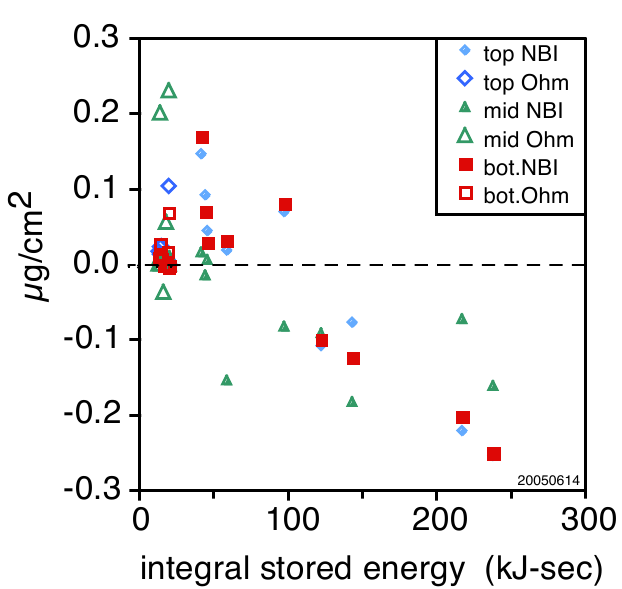 0.3
0.2
0.1
0.0
-0.1
-0.2
-0.3
µg/cm2
top NBI
top Ohm
mid NBI
mid Ohm
bot.NBI
bot.Ohm
20050614
0 100 200 300
integral stored energy (kJ-sec)